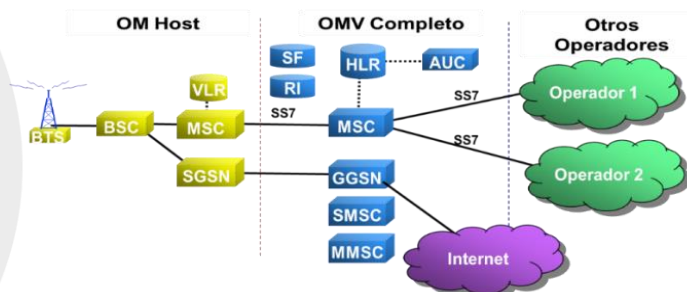 OM Host
OMV Completo
Otros
Operadores
SF
HLR
AUC
RI
VLR
SS7
Operador 1
BTS
BSC
MSC
SS7
MSC
SS7
Operador 2
SGSN
GGSN
SMSC
Internet
MMSC